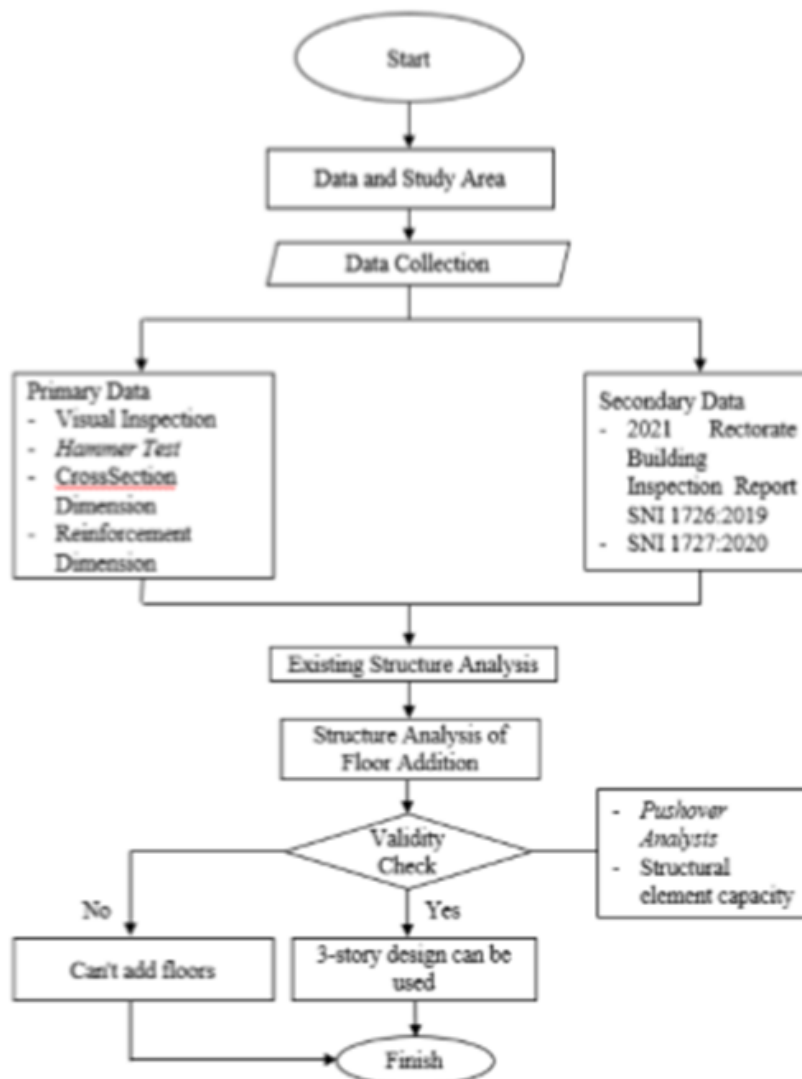 Start
Data and Study Area
Data Collection
Primary Data
- Visual Inspection
- Hammer Test
- CrossSection
Dimension
- Reinforcement
Dimension
Secondary Data
- 2021 Rectorate
Building
Inspection Report
SNI 1726:2019
- SNI 1727:2020
Existing Structure Analysis
Structure Analysis of
Floor Addition
Validity
Check
- Pushover
Analysis
- Structural
element capacity
No
Yes
Can't add floors
3-story design can be
used
Finish